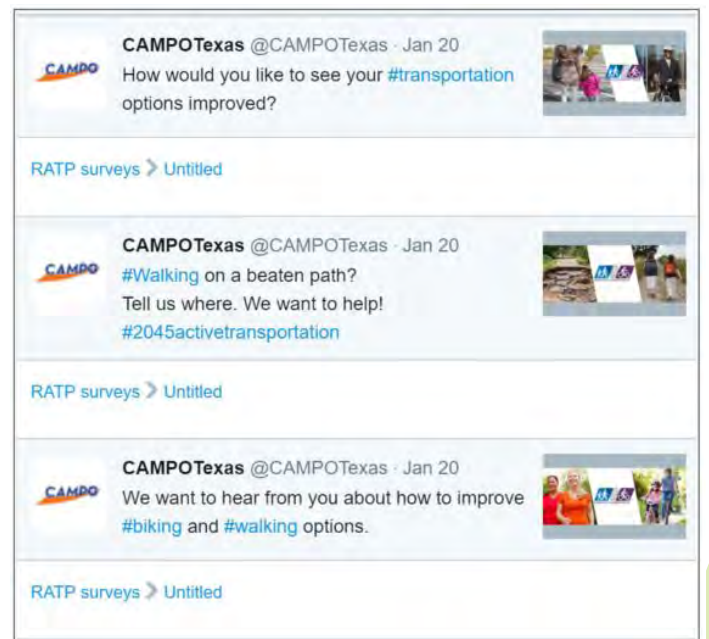 CAMPO
CAMPOTexas @CAMPOTexas · Jan 20
How would you like to see your #transportation
options improved?
RATP surveys > Untitled
CAMPO
CAMPOTexas @CAMPOTexas · Jan 20
#Walking on a beaten path?
Tell us where. We want to help!
#2045activetransportation
RATP surveys > Untitled
CAMPO
CAMPOTexas @CAMPOTexas · Jan 20
We want to hear from you about how to improve
#biking and #walking options.
RATP surveys > Untitled